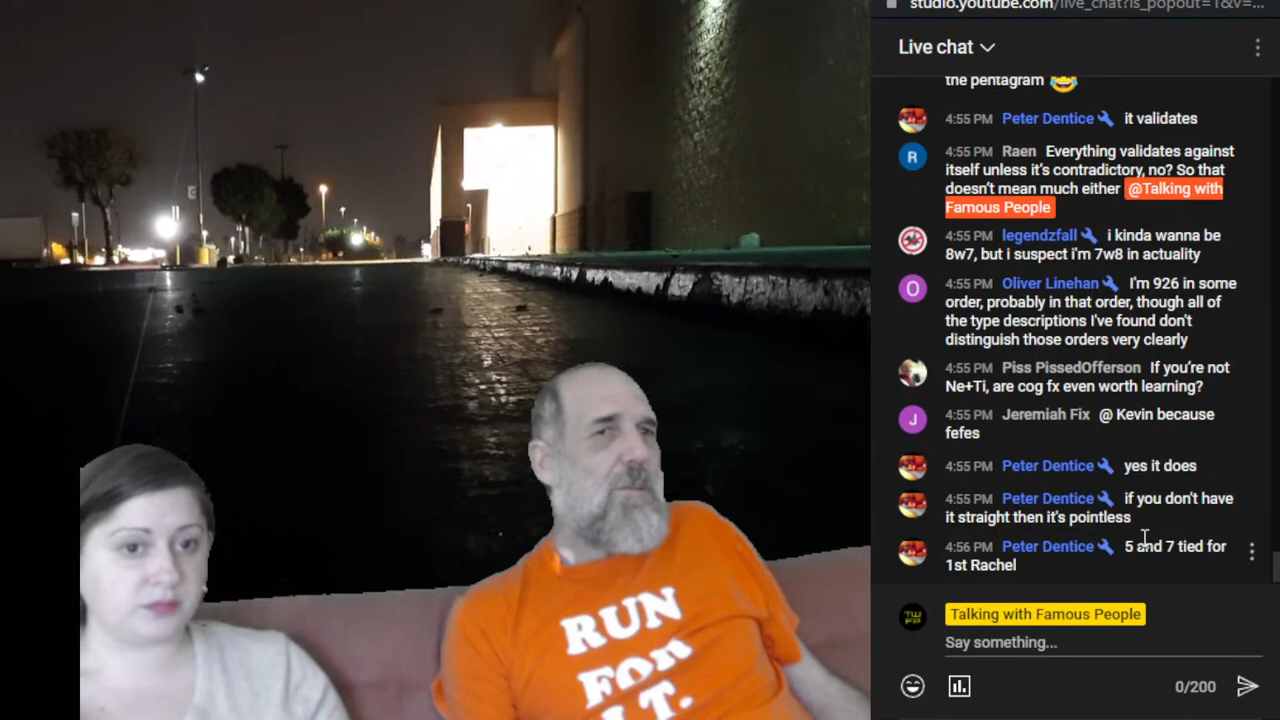 studio.youtube.com/live_chat?is_popout=1&v=...
Live chat
the pentagram 😂
4:55 PM Peter Dentice it validates
4:55 PM Raen Everything validates against
itself unless it's contradictory, no? So that
doesn't mean much either @Talking with
Famous People
4:55 PM legendzfall i kinda wanna be
8w7, but i suspect i'm 7w8 in actuality
4:55 PM Oliver Linehan I'm 926 in some
order, probably in that order, though all of
the type descriptions I've found don't
distinguish those orders very clearly
4:55 PM Piss PissedOfferson If you're not
Ne+Ti, are cog fx even worth learning?
4:55 PM Jeremiah Fix @ Kevin because
fefes
4:55 PM Peter Dentice yes it does
4:55 PM Peter Dentice if you don't have
it straight then it's pointless
4:56 PM Peter Dentice 5 and 7 tied for
1st Rachel
Talking with Famous People
Say something...
0/200
R
O
J
TW
FP
RUN
For
I.T.